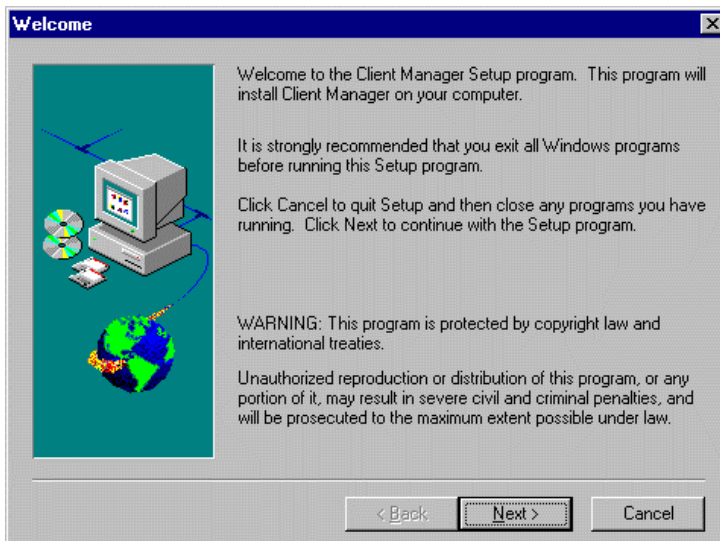 Welcome
Welcome to the Client Manager Setup program.  This program will
install Client Manager on your computer.
It is strongly recommended that you exit all Windows programs
before running this Setup program.
Click Cancel to quit Setup and then close any programs you have
running.  Click Next to continue with the Setup program.
WARNING: This program is protected by copyright law and
international treaties.
Unauthorized reproduction or distribution of this program, or any
portion of it, may result in severe civil and criminal penalties, and
will be prosecuted to the maximum extent possible under law.
< Back
Next >
Cancel